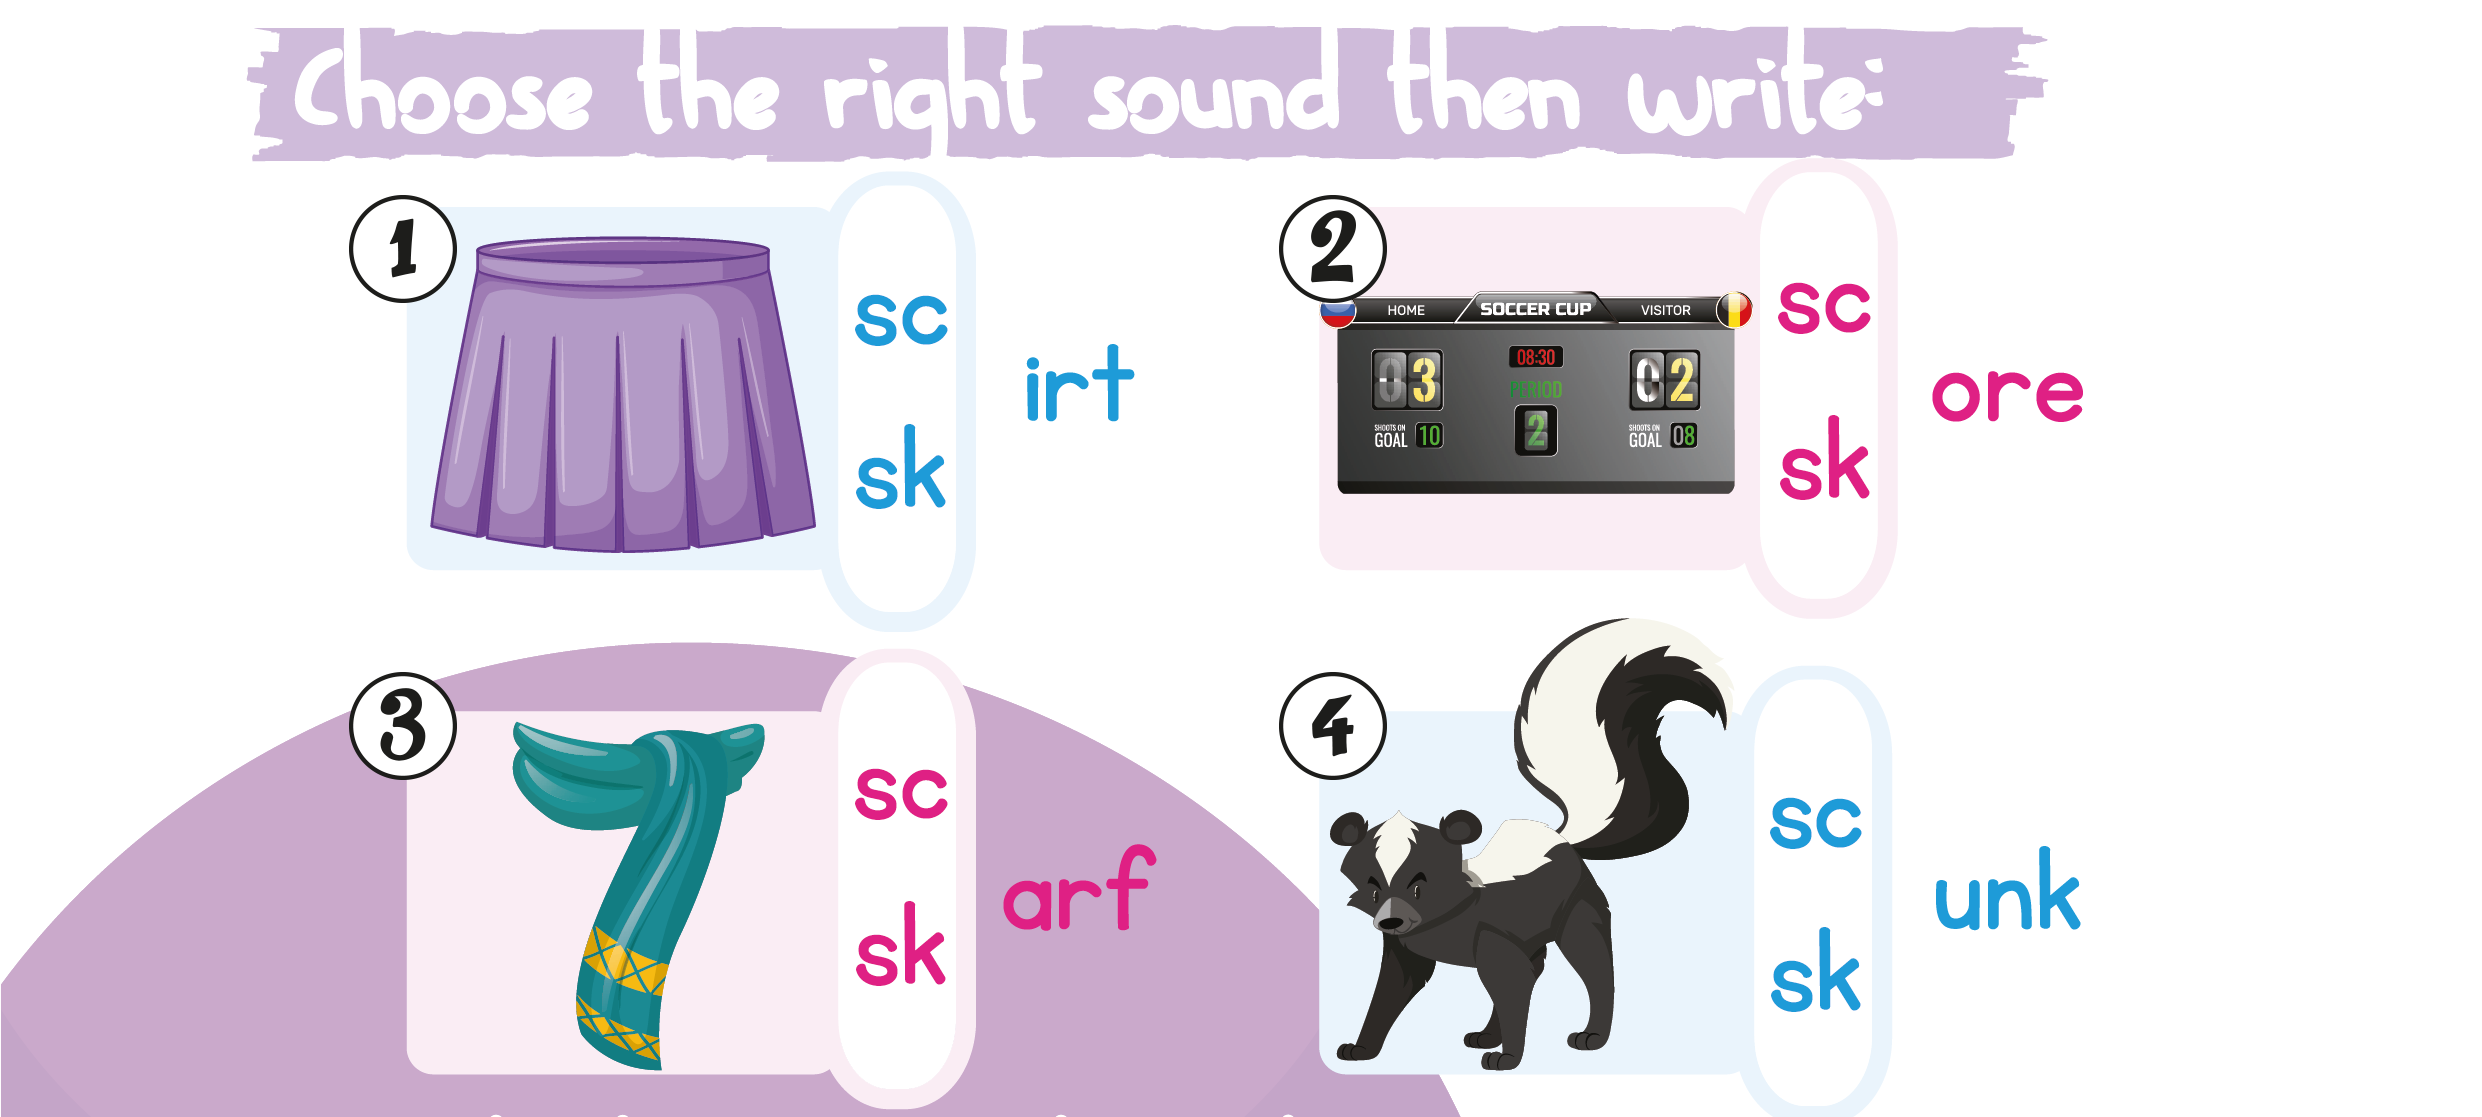 Choose the right sound then write:
1
sc
sk
irt
2
HOME SOCCER CUP VISITOR
03 08:30 02
PERIOD
2
SHOOTS ON
GOAL 10
SHOOTS ON
GOAL 08
sc
sk
ore
3
sc
sk
arf
4
sc
sk
unk